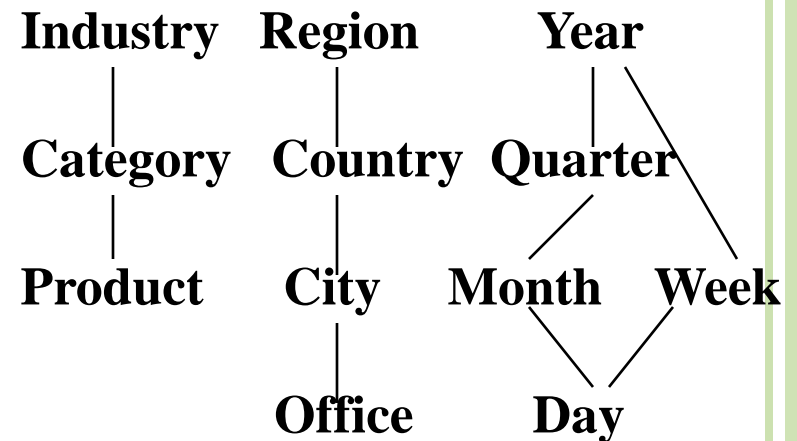 Industry Region Year
Category Country Quarter
Product City Month Week
Office Day